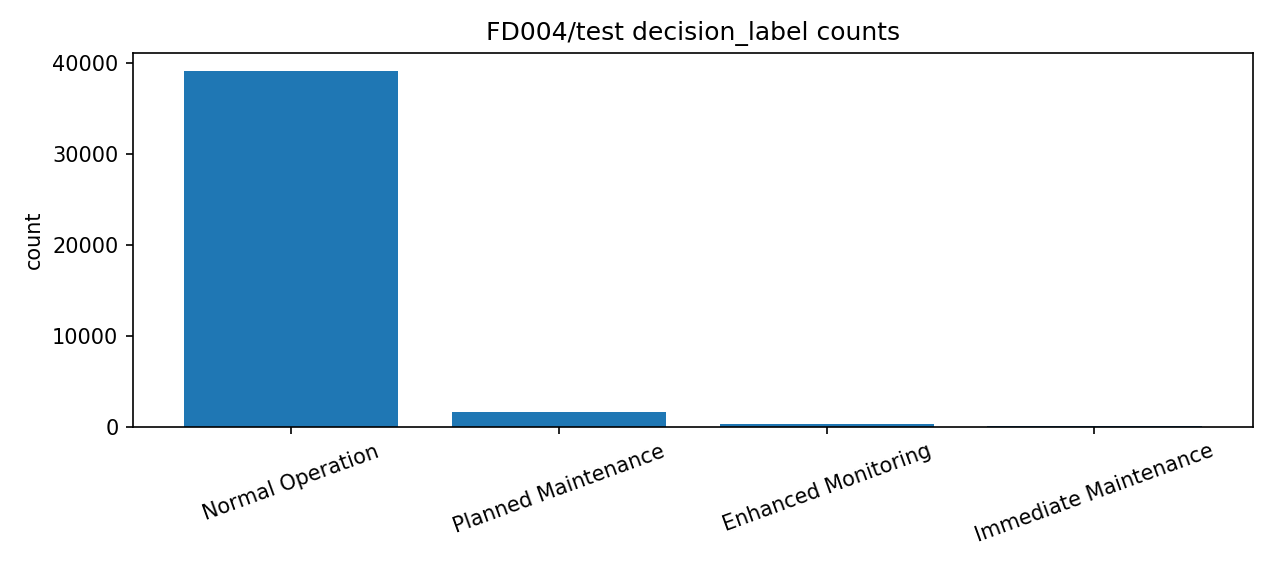 FD004/test decision_label counts
40000
30000
20000
10000
0
count
Normal Operation
Planned Maintenance
Enhanced Monitoring
Immediate Maintenance